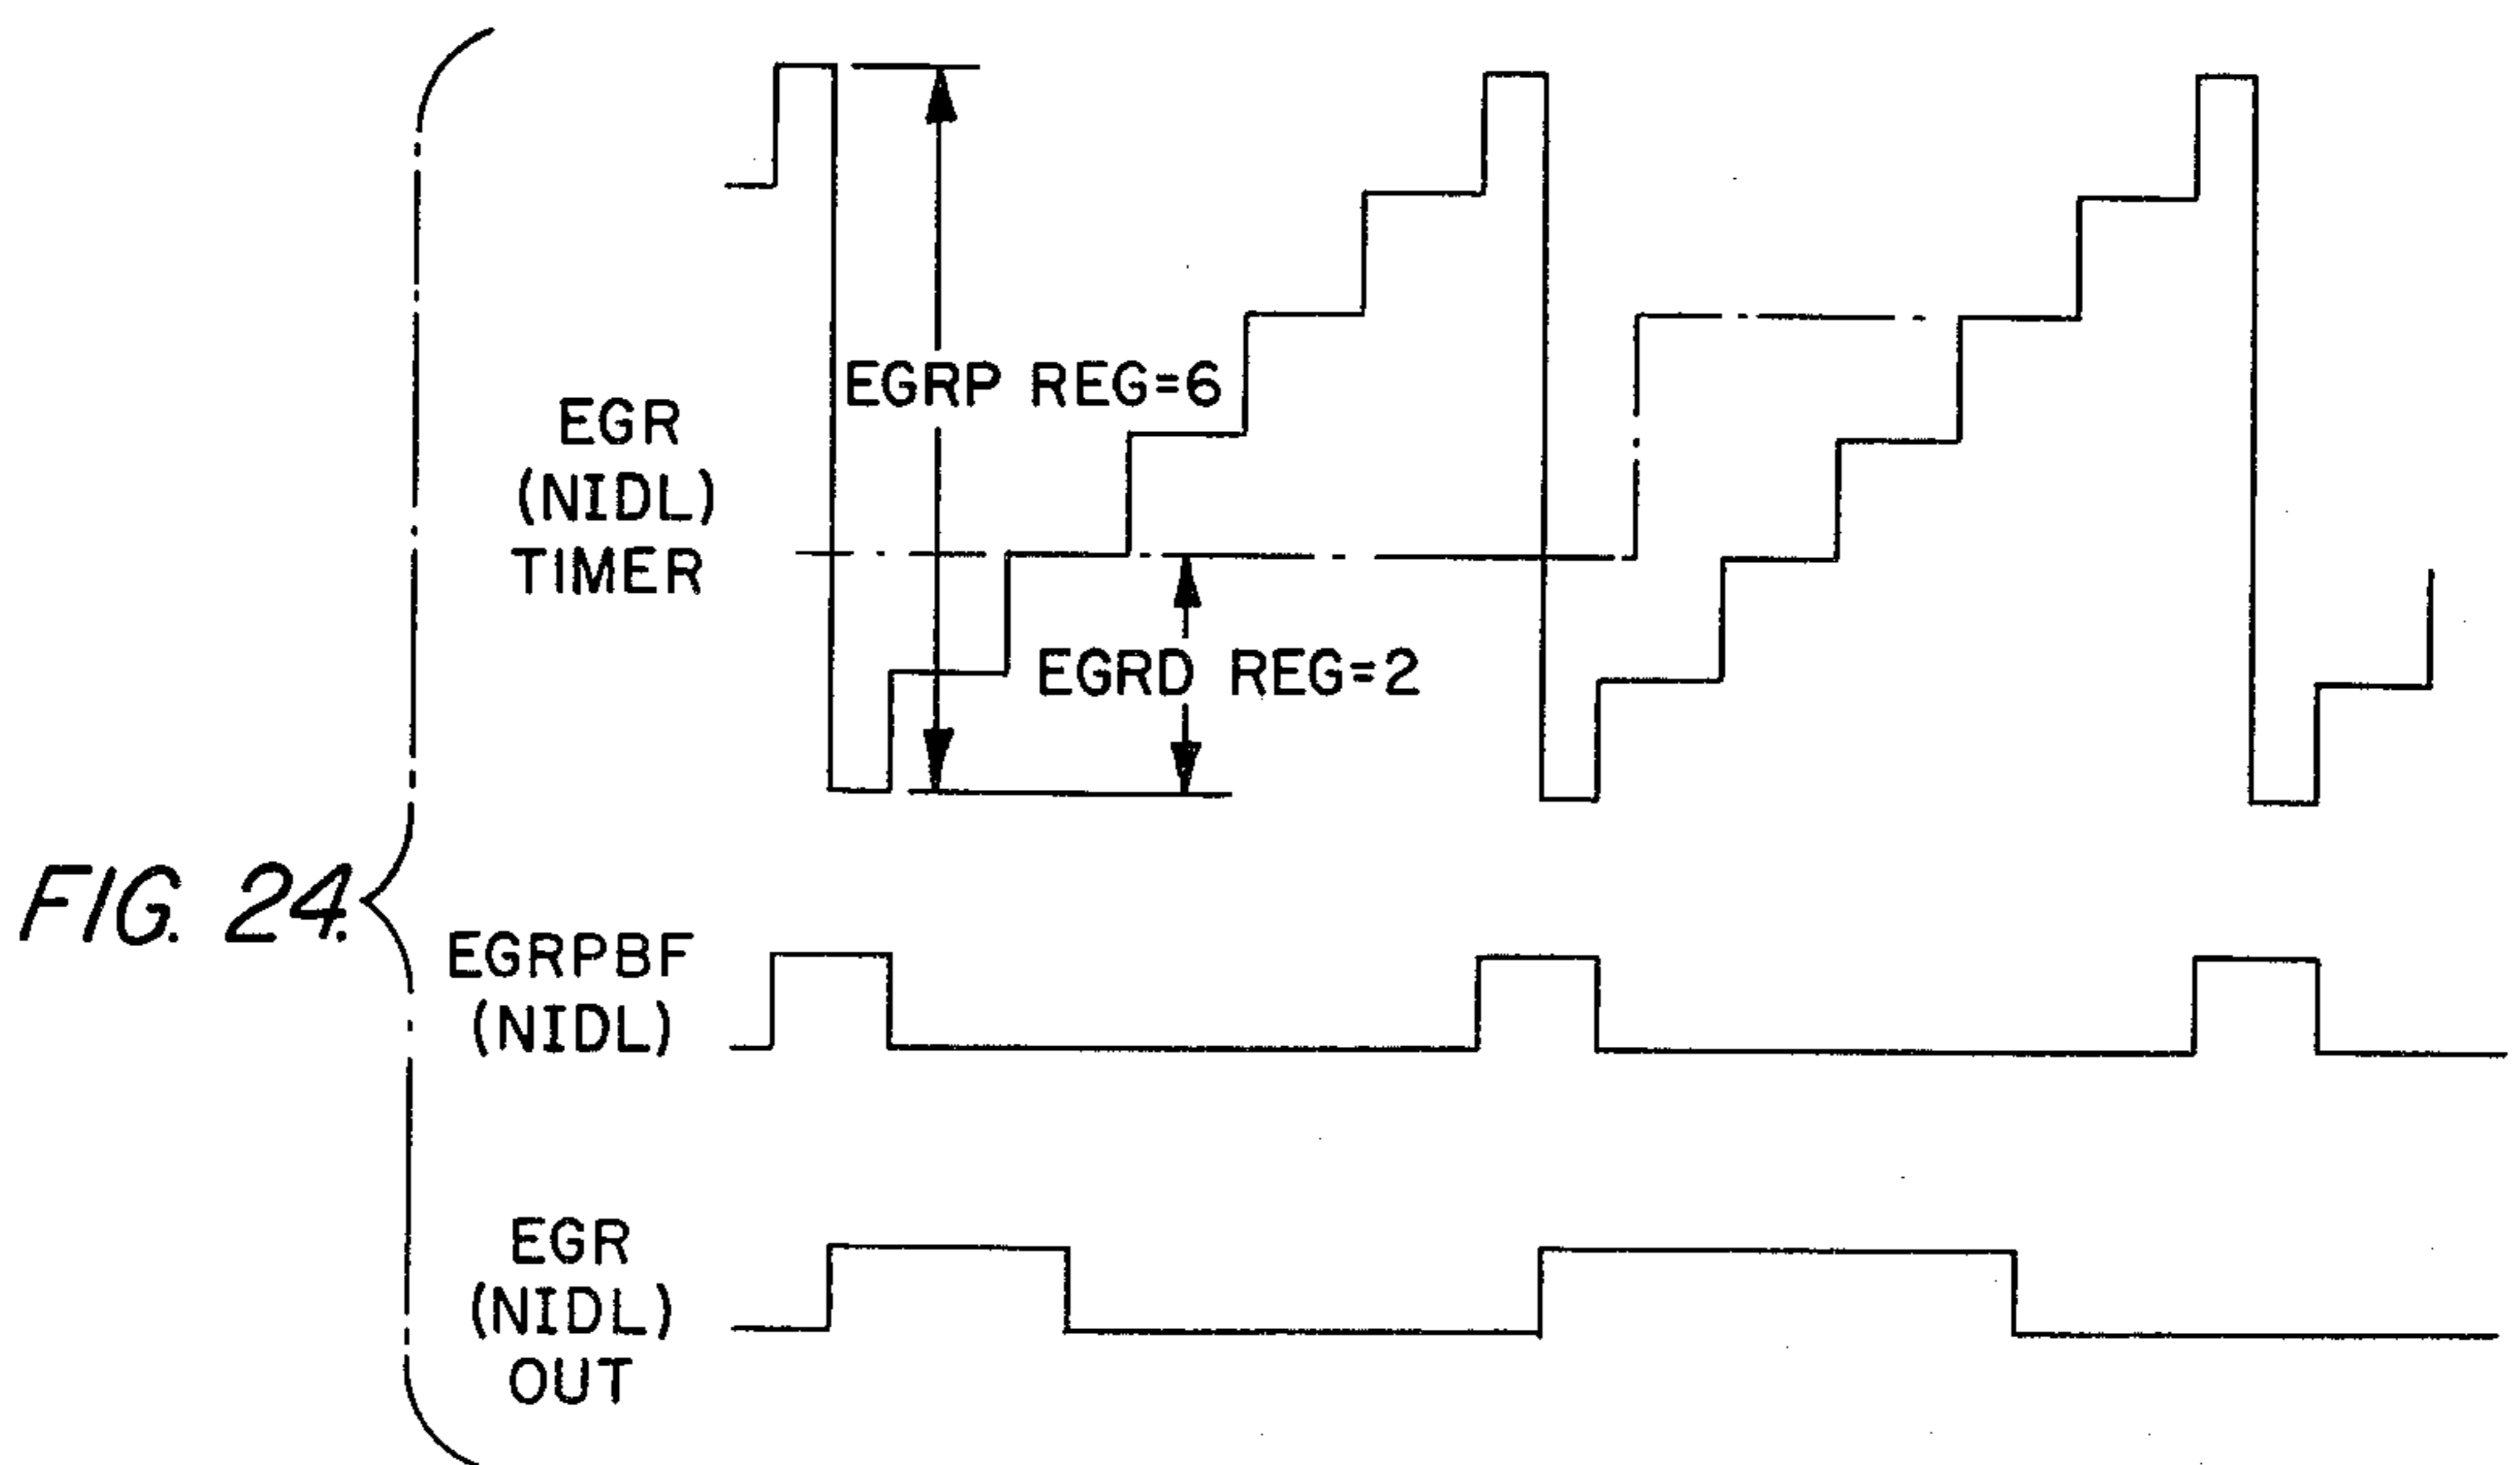 EGRP REG=6
EGR
(NIDL)
TIMER
EGRD REG=2
FIG. 24.
EGRPBF
(NIDL)
EGR
(NIDL)
OUT